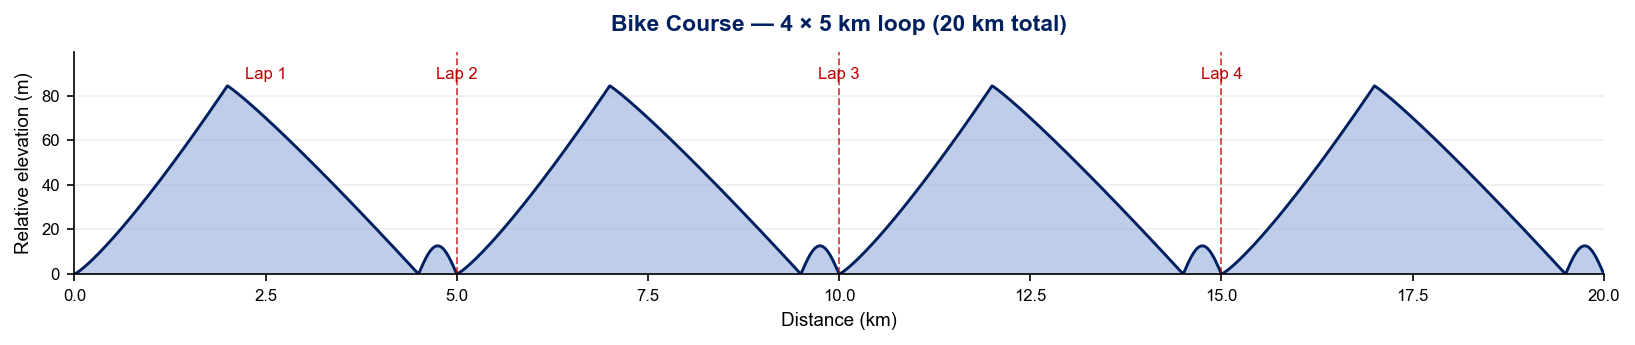 Bike Course — 4 × 5 km loop (20 km total)
Lap 1 Lap 2 Lap 3 Lap 4
Relative elevation (m)
80
60
40
20
0
0.0 2.5 5.0 7.5 10.0 12.5 15.0 17.5 20.0
Distance (km)